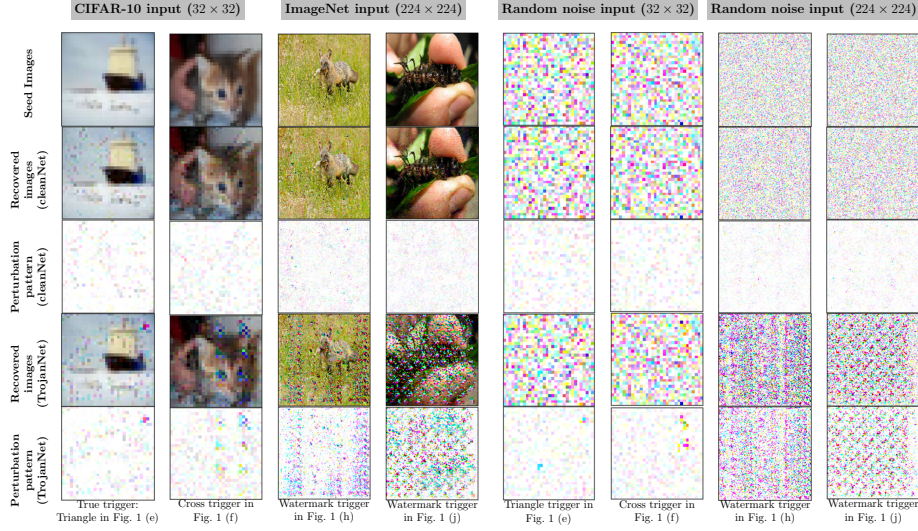 CIFAR-10 input (32 × 32) ImageNet input (224 × 224) Random noise input (32 × 32) Random noise input (224 × 224)
Seed Images
Recovered
images
(cleanNet)
Perturbation
pattern
(cleanNet)
Recovered
images
(TrojanNet)
Perturbation
pattern
(TrojanNet)
True trigger:
Triangle in Fig. 1 (e)
Cross trigger in
Fig. 1 (f)
Watermark trigger
in Fig. 1 (h)
Watermark trigger
in Fig. 1 (j)
Triangle trigger in
Fig. 1 (e)
Cross trigger in
Fig. 1 (f)
Watermark trigger
in Fig. 1 (h)
Watermark trigger
in Fig. 1 (j)